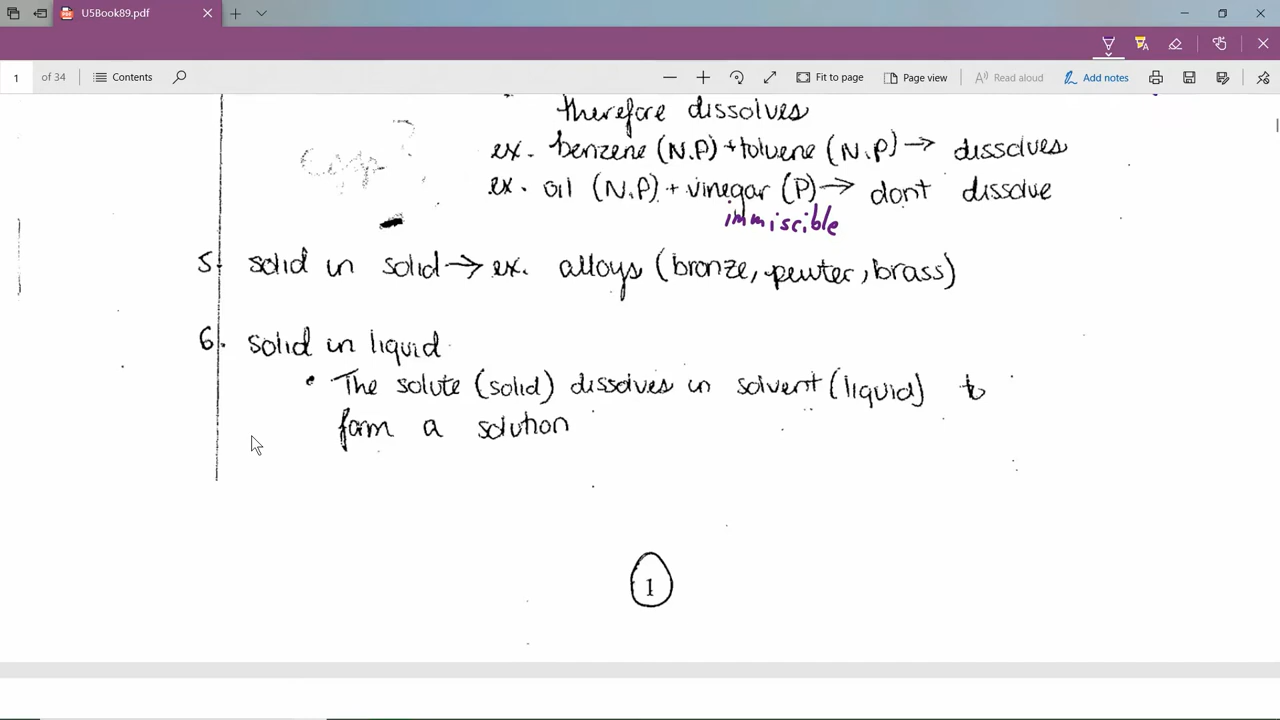 U5Book89.pdf
1 of 34 Contents Fit to page Page view Read aloud Add notes
therefore dissolves
ex. benzene (N.P) + toluene (N.P) → dissolves
ex. oil (N.P) + vinegar (P) → dont dissolve
immiscible
5. solid in solid → ex. alloys (bronze, pewter, brass)
6. solid in liquid
• The solute (solid) dissolves in solvent (liquid) to
form a solution
1